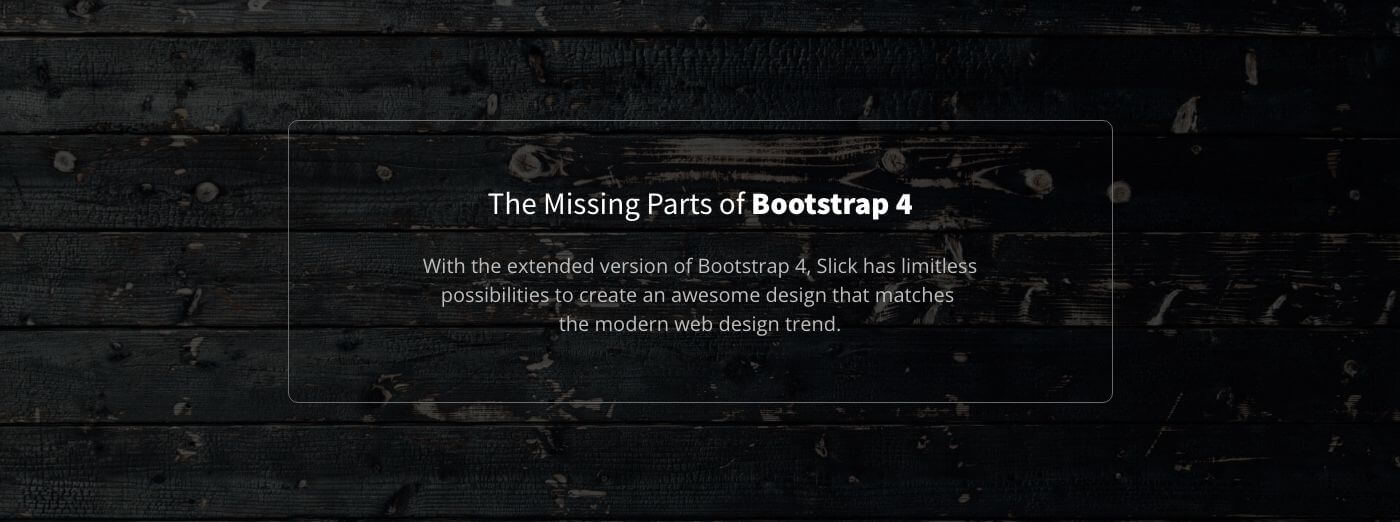 The Missing Parts of Bootstrap 4
With the extended version of Bootstrap 4, Slick has limitless
possibilities to create an awesome design that matches
the modern web design trend.